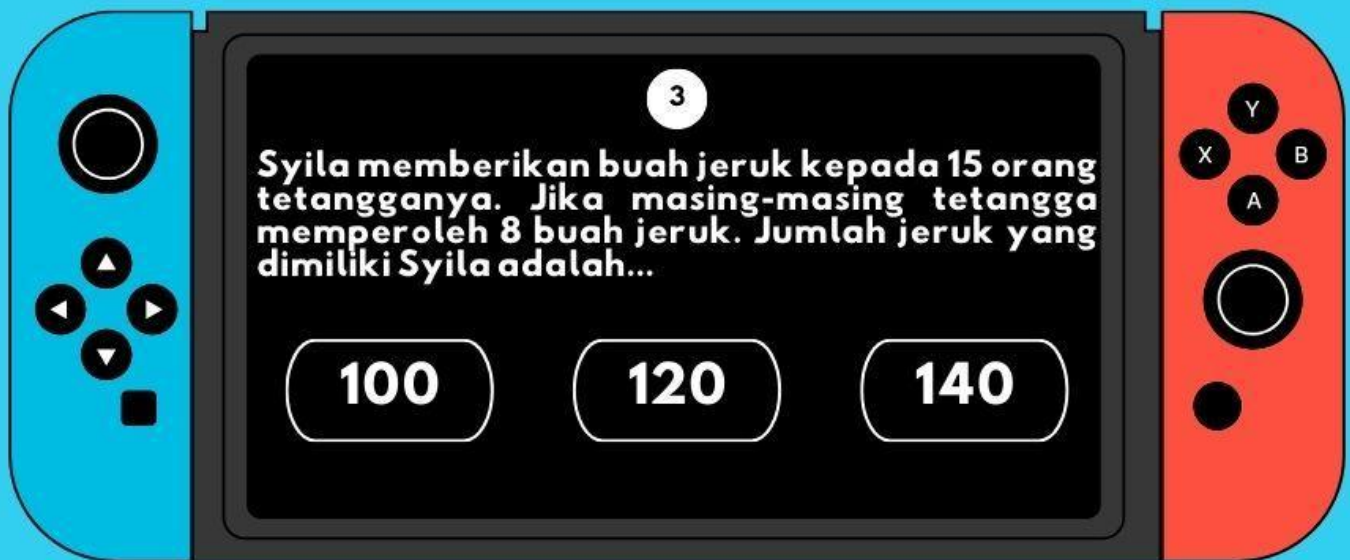 3
Syila memberikan buah jeruk kepada 15 orang
tetangganya. Jika masing-masing tetangga
memperoleh 8 buah jeruk. Jumlah jeruk yang
dimiliki Syila adalah...
100 120 140
Y
X B
A